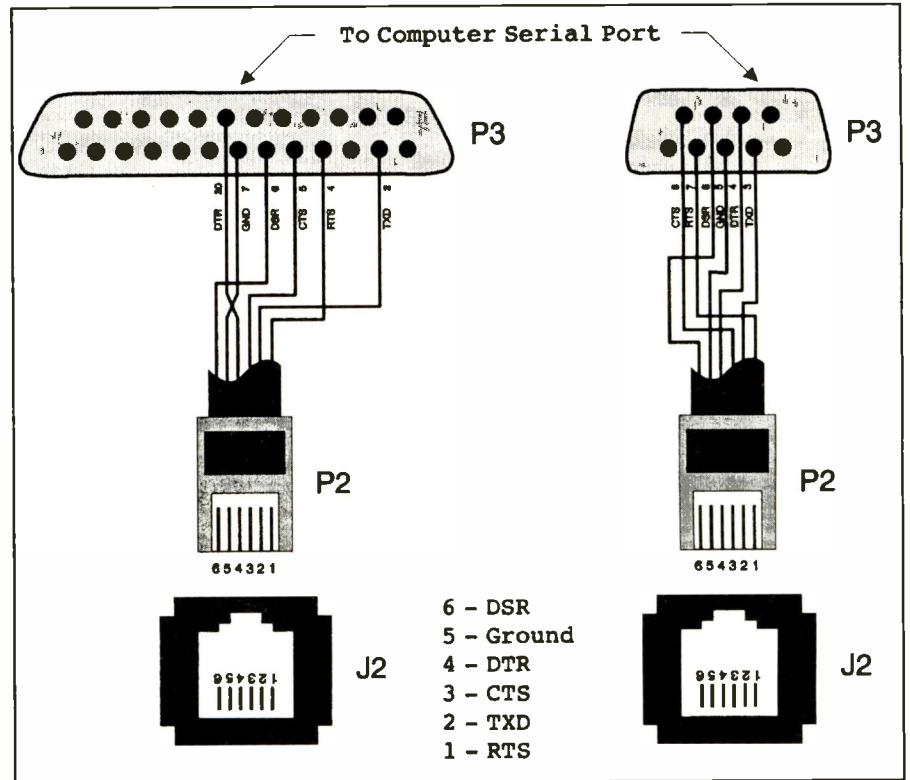 To Computer Serial Port
P3
P3
DTR 20
GND 7
DSR 6
CTS 5
RTS 4
TXD 2
CTS 8
RTS 7
DSR 6
GND 5
DTR 4
TXD 3
P2
P2
654321
654321
6 - DSR
5 - Ground
4 - DTR
3 - CTS
2 - TXD
1 - RTS
J2
J2
123456
123456